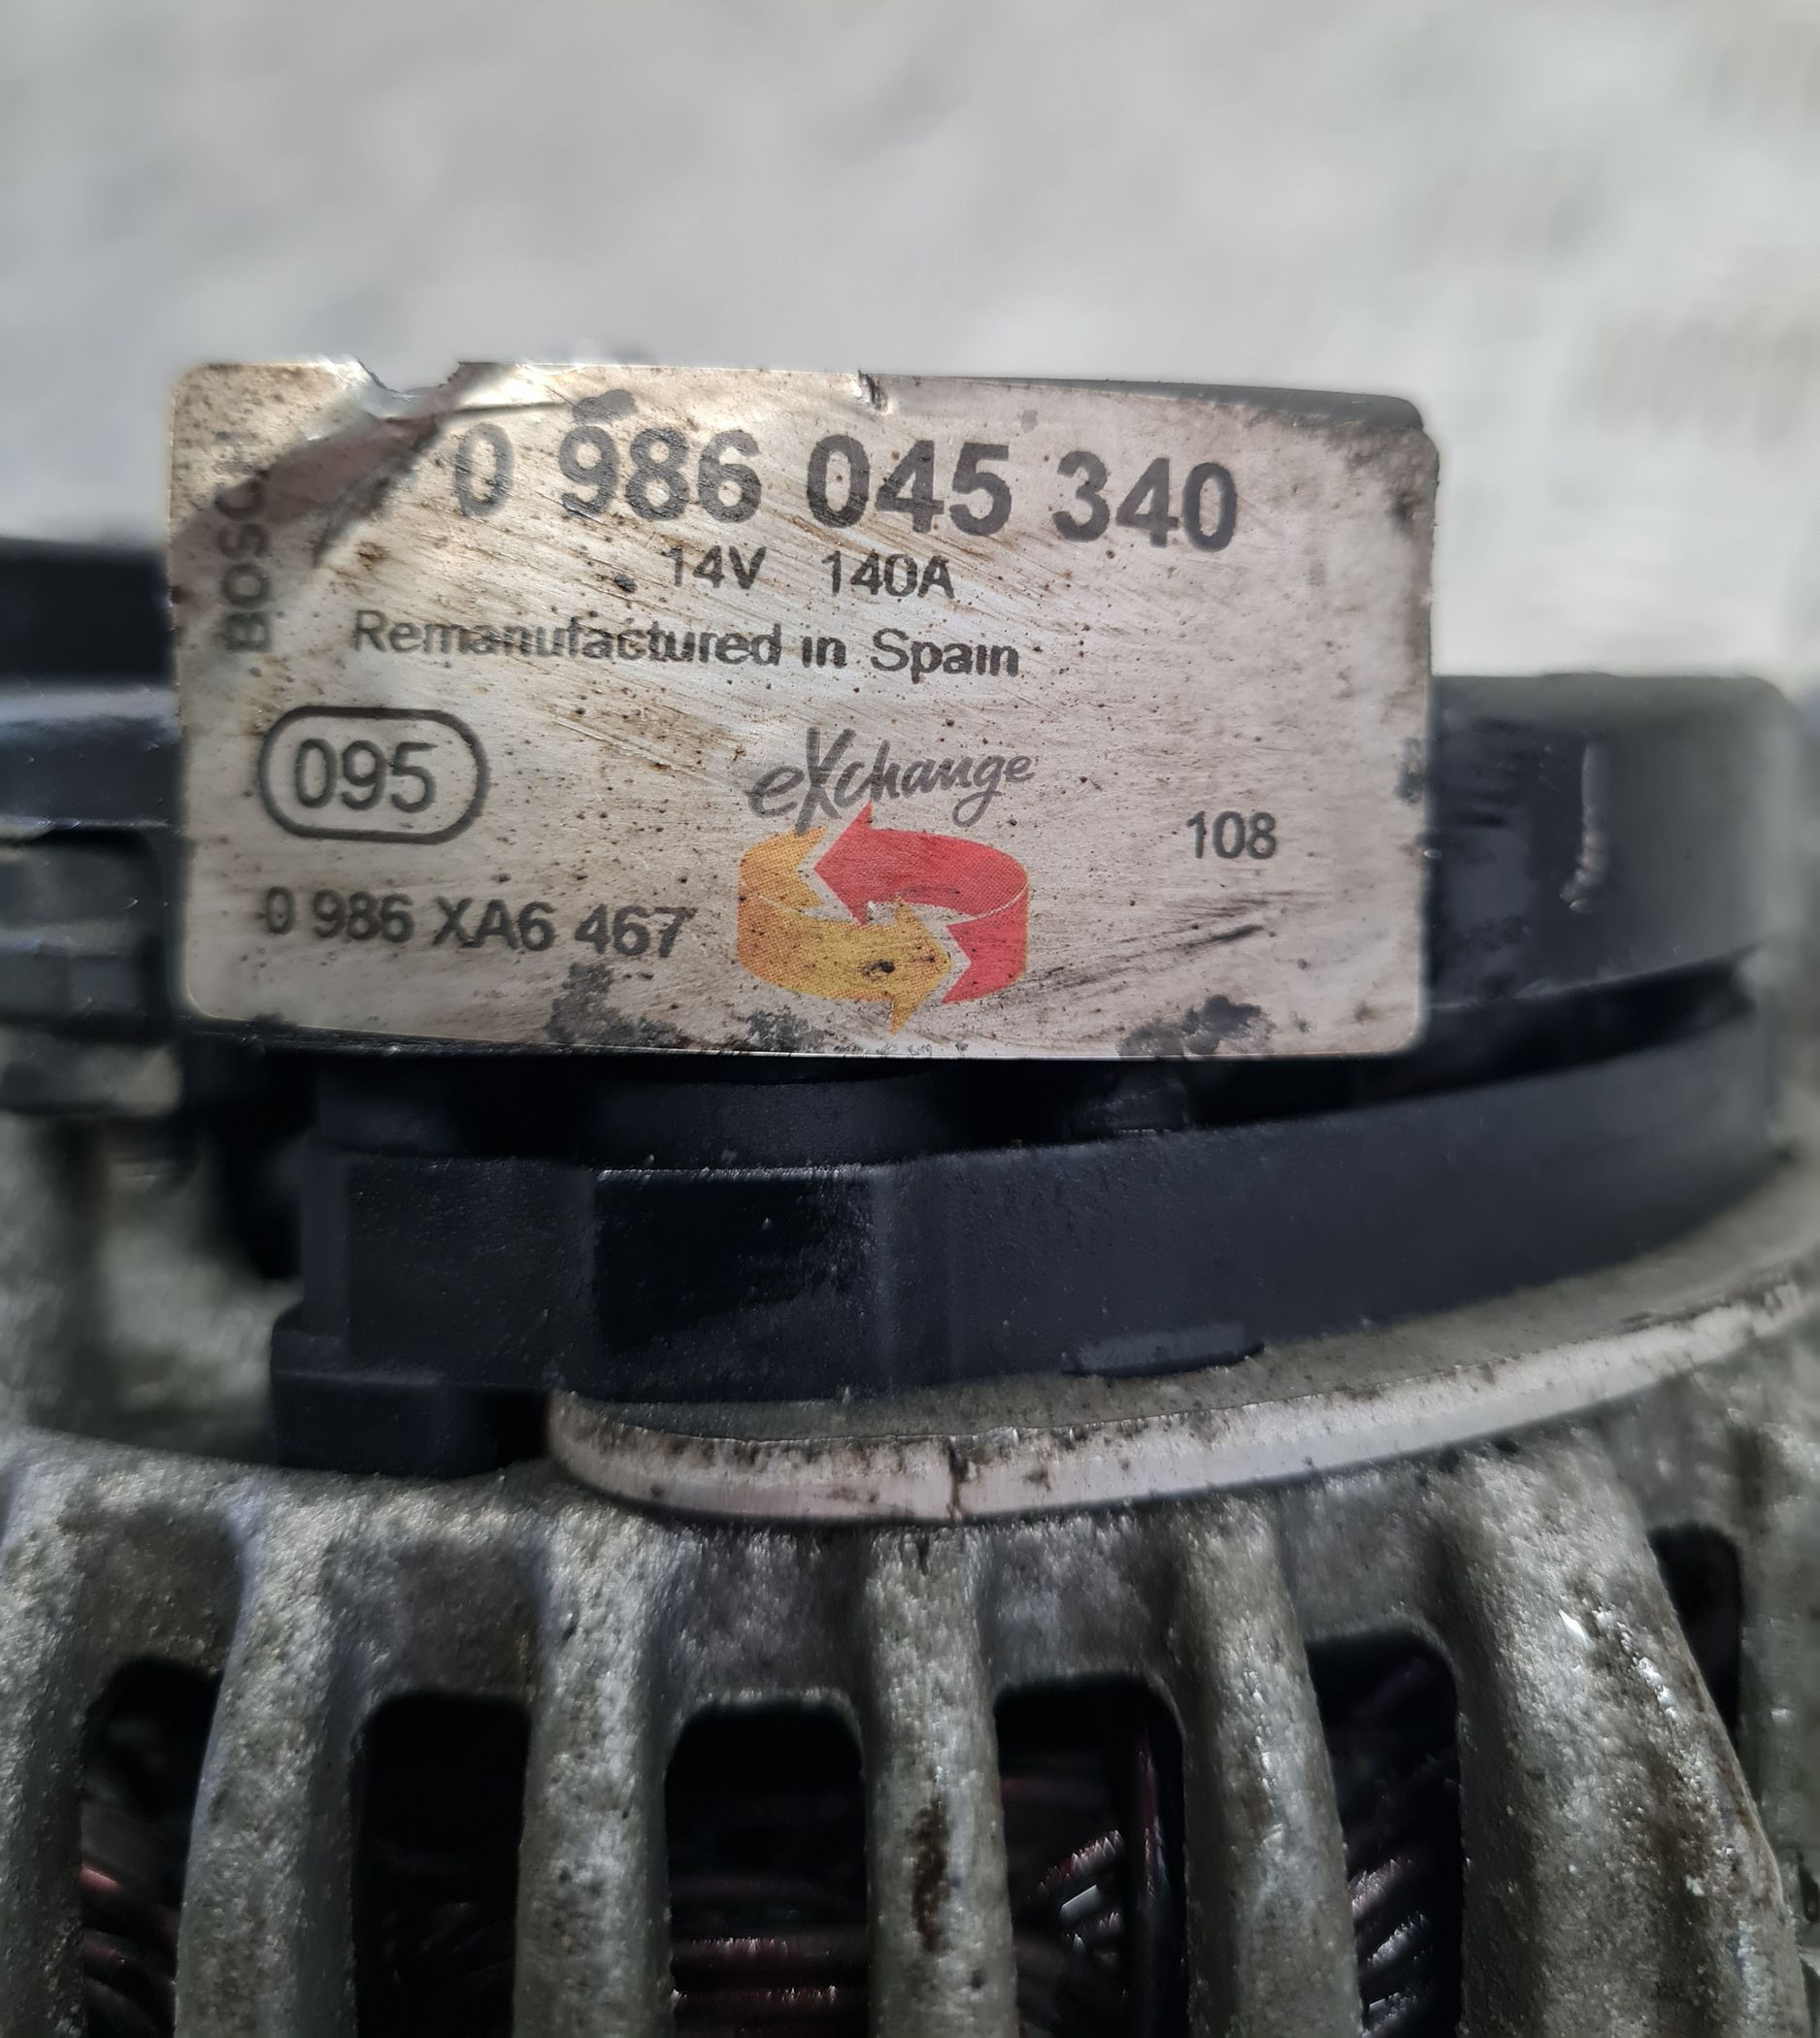 BOSCH
0 986 045 340
14V 140A
Remanufactured in Spain
095
eXchange
108
0 986 XA6 467